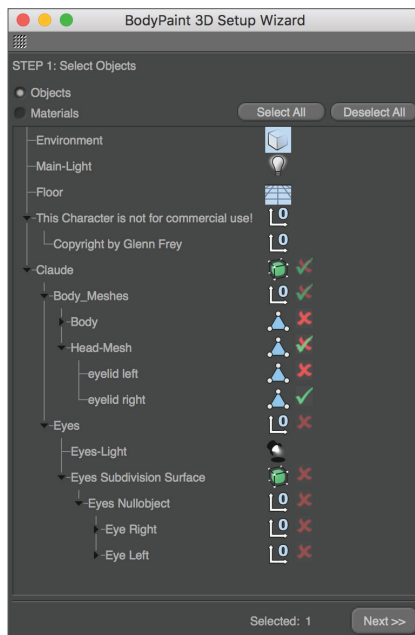 BodyPaint 3D Setup Wizard
STEP 1: Select Objects
Objects
Materials Select All Deselect All
Environment
Main-Light
Floor
This Character is not for commercial use! 0
Copyright by Glenn Frey 0
Claude
Body_Meshes 0
Body
Head-Mesh
eyelid left
eyelid right
Eyes 0
Eyes-Light
Eyes Subdivision Surface
Eyes Nullobject 0
Eye Right 0
Eye Left 0
Selected: 1 Next >>